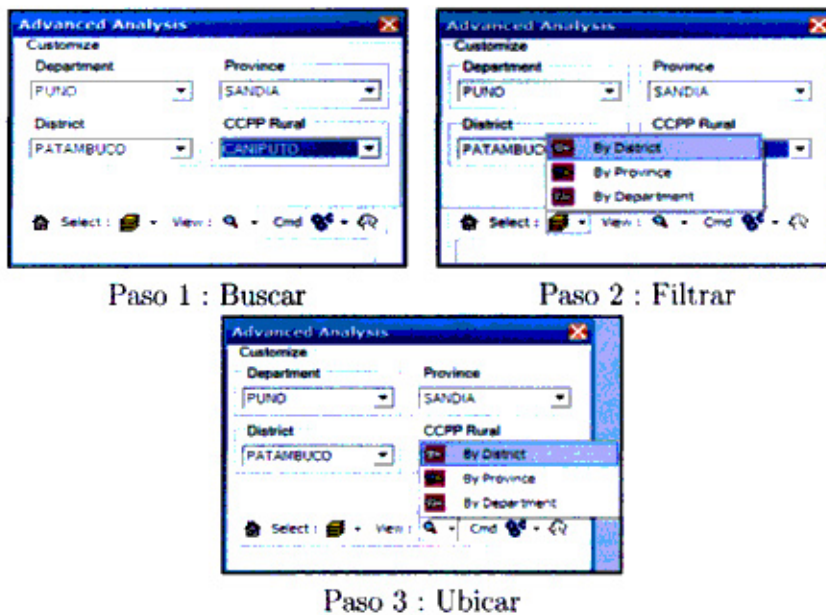 Advanced Analysis
Customize
Department Province
PUNO SANDIA
District CCPP Rural
PATAMBUCO CANIPUTO
Select : View : Cmd
Paso 1 : Buscar
Advanced Analysis
Customize
Department Province
PUNO SANDIA
District CCPP Rural
PATAMBUC By District
By Province
By Department
Select : View : Cmd
Paso 2 : Filtrar
Advanced Analysis
Customize
Department Province
PUNO SANDIA
District CCPP Rural
PATAMBUCO By District
By Province
By Department
Select : View : Cmd
Paso 3 : Ubicar